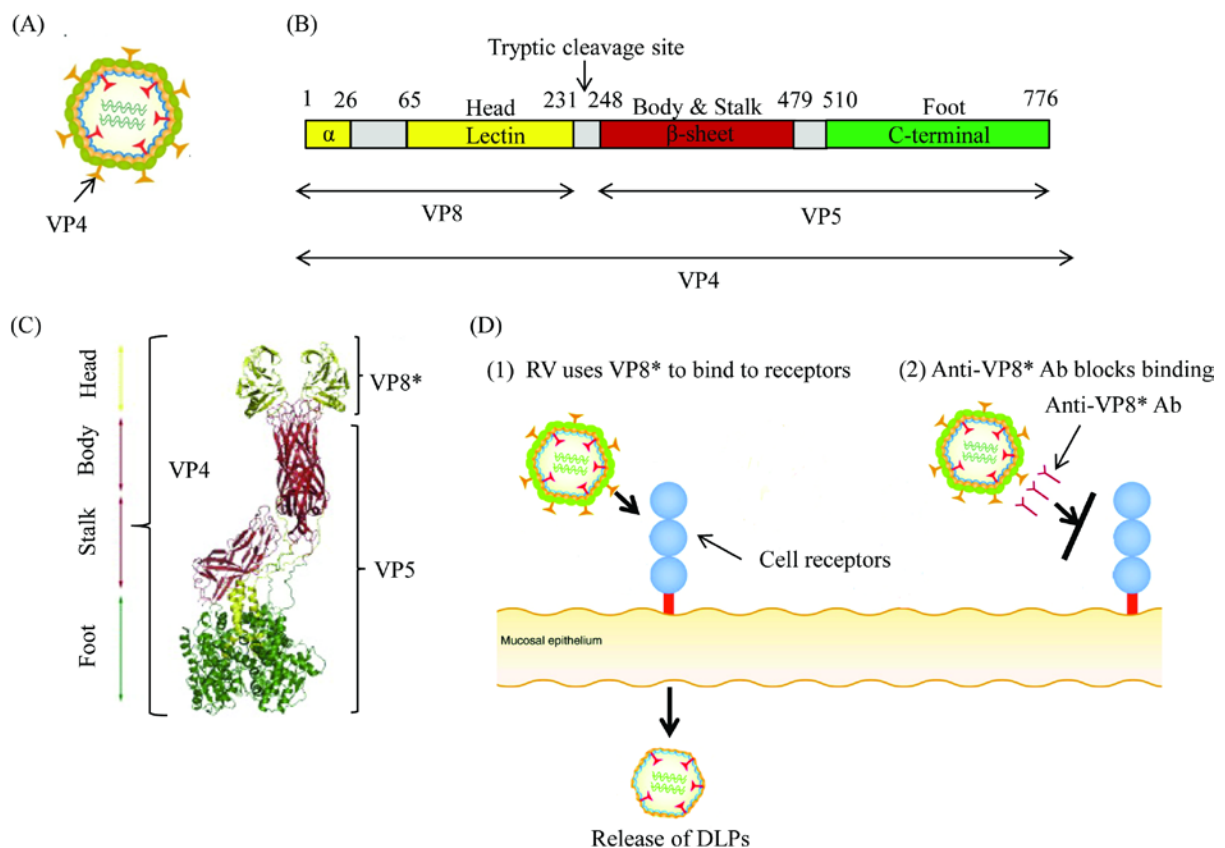 (A)
VP4
(B)
Tryptic cleavage site
1 26 65 Head 231 248 Body & Stalk 479 510 Foot 776
α Lectin β-sheet C-terminal
VP8 VP5
VP4
(C)
Head
Body
Stalk
Foot
VP4
VP8*
VP5
(D)
(1) RV uses VP8* to bind to receptors
Cell receptors
(2) Anti-VP8* Ab blocks binding
Anti-VP8* Ab
Mucosal epithelium
Release of DLPs